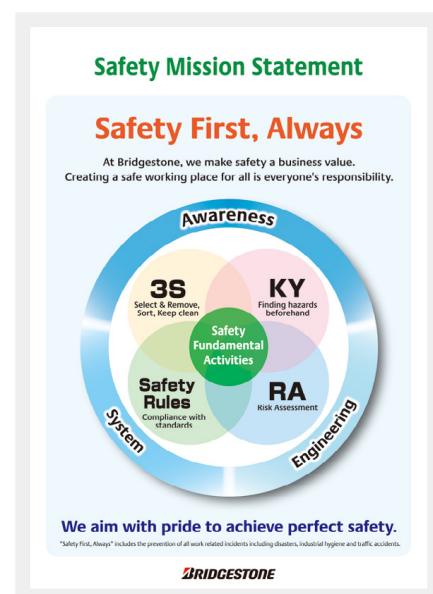 Safety Mission Statement
Safety First, Always
At Bridgestone, we make safety a business value.
Creating a safe working place for all is everyone's responsibility.
Awareness
3S
Select & Remove,
Sort, Keep clean
KY
Finding hazards
beforehand
Safety
Fundamental
Activities
Safety
Rules
Compliance with
standards
RA
Risk Assessment
System
Engineering
We aim with pride to achieve perfect safety.
"Safety First, Always" includes the prevention of all work related incidents including disasters, industrial hygiene and traffic accidents.
BRIDGESTONE